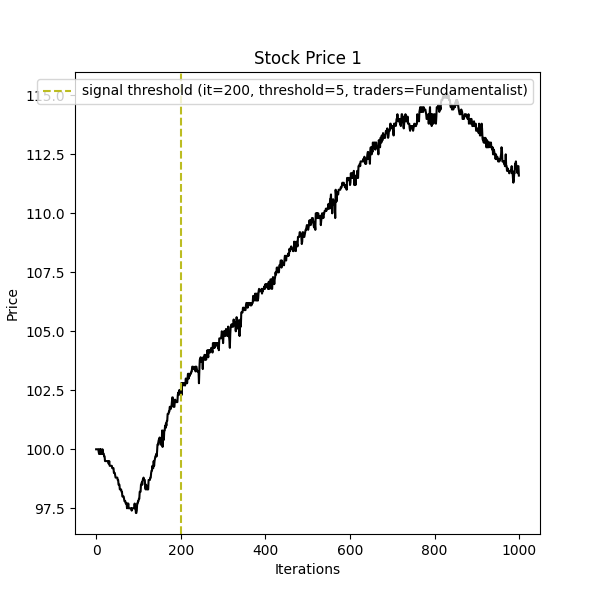 Stock Price 1
signal threshold (it=200, threshold=5, traders=Fundamentalist)
115.0
112.5
110.0
107.5
105.0
102.5
100.0
97.5
Price
0 200 400 600 800 1000
Iterations